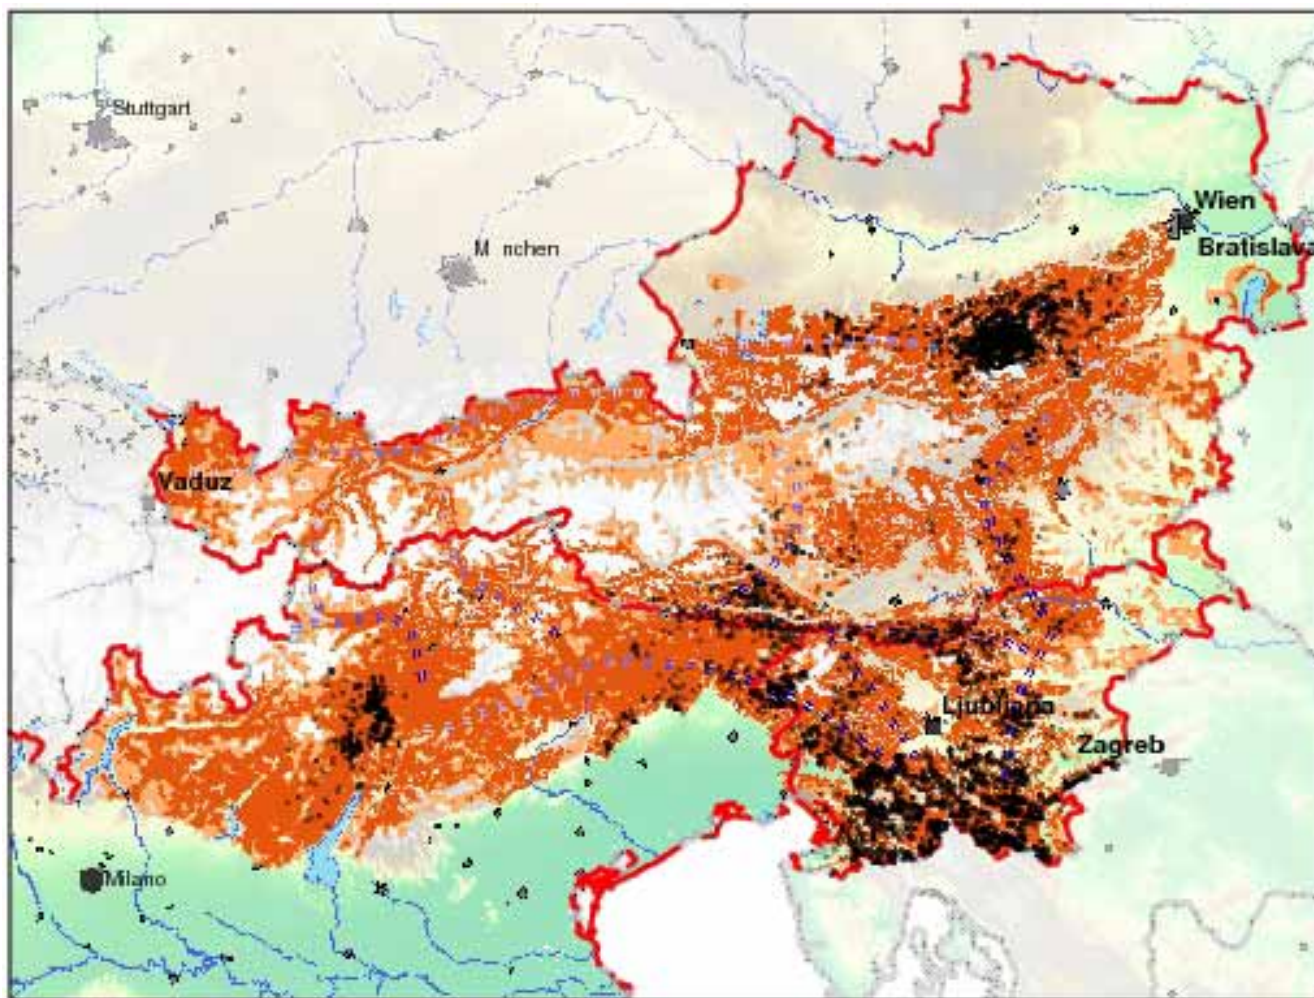 Stuttgart
Wien
M nchen
Bratislava
Vaduz
Ljubljana
Zagreb
Milano